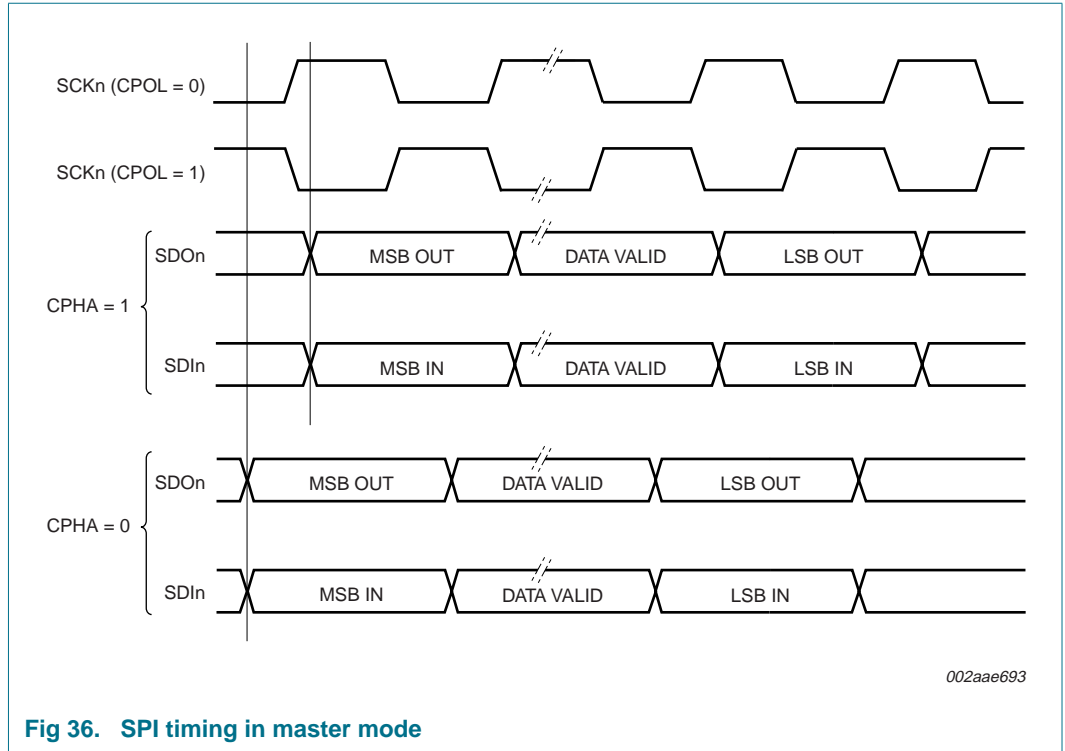 SCKn (CPOL = 0)
SCKn (CPOL = 1)
CPHA = 1
SDOn
MSB OUT
DATA VALID
LSB OUT
SDIn
MSB IN
DATA VALID
LSB IN
CPHA = 0
SDOn
MSB OUT
DATA VALID
LSB OUT
SDIn
MSB IN
DATA VALID
LSB IN
002aae693
Fig 36. SPI timing in master mode